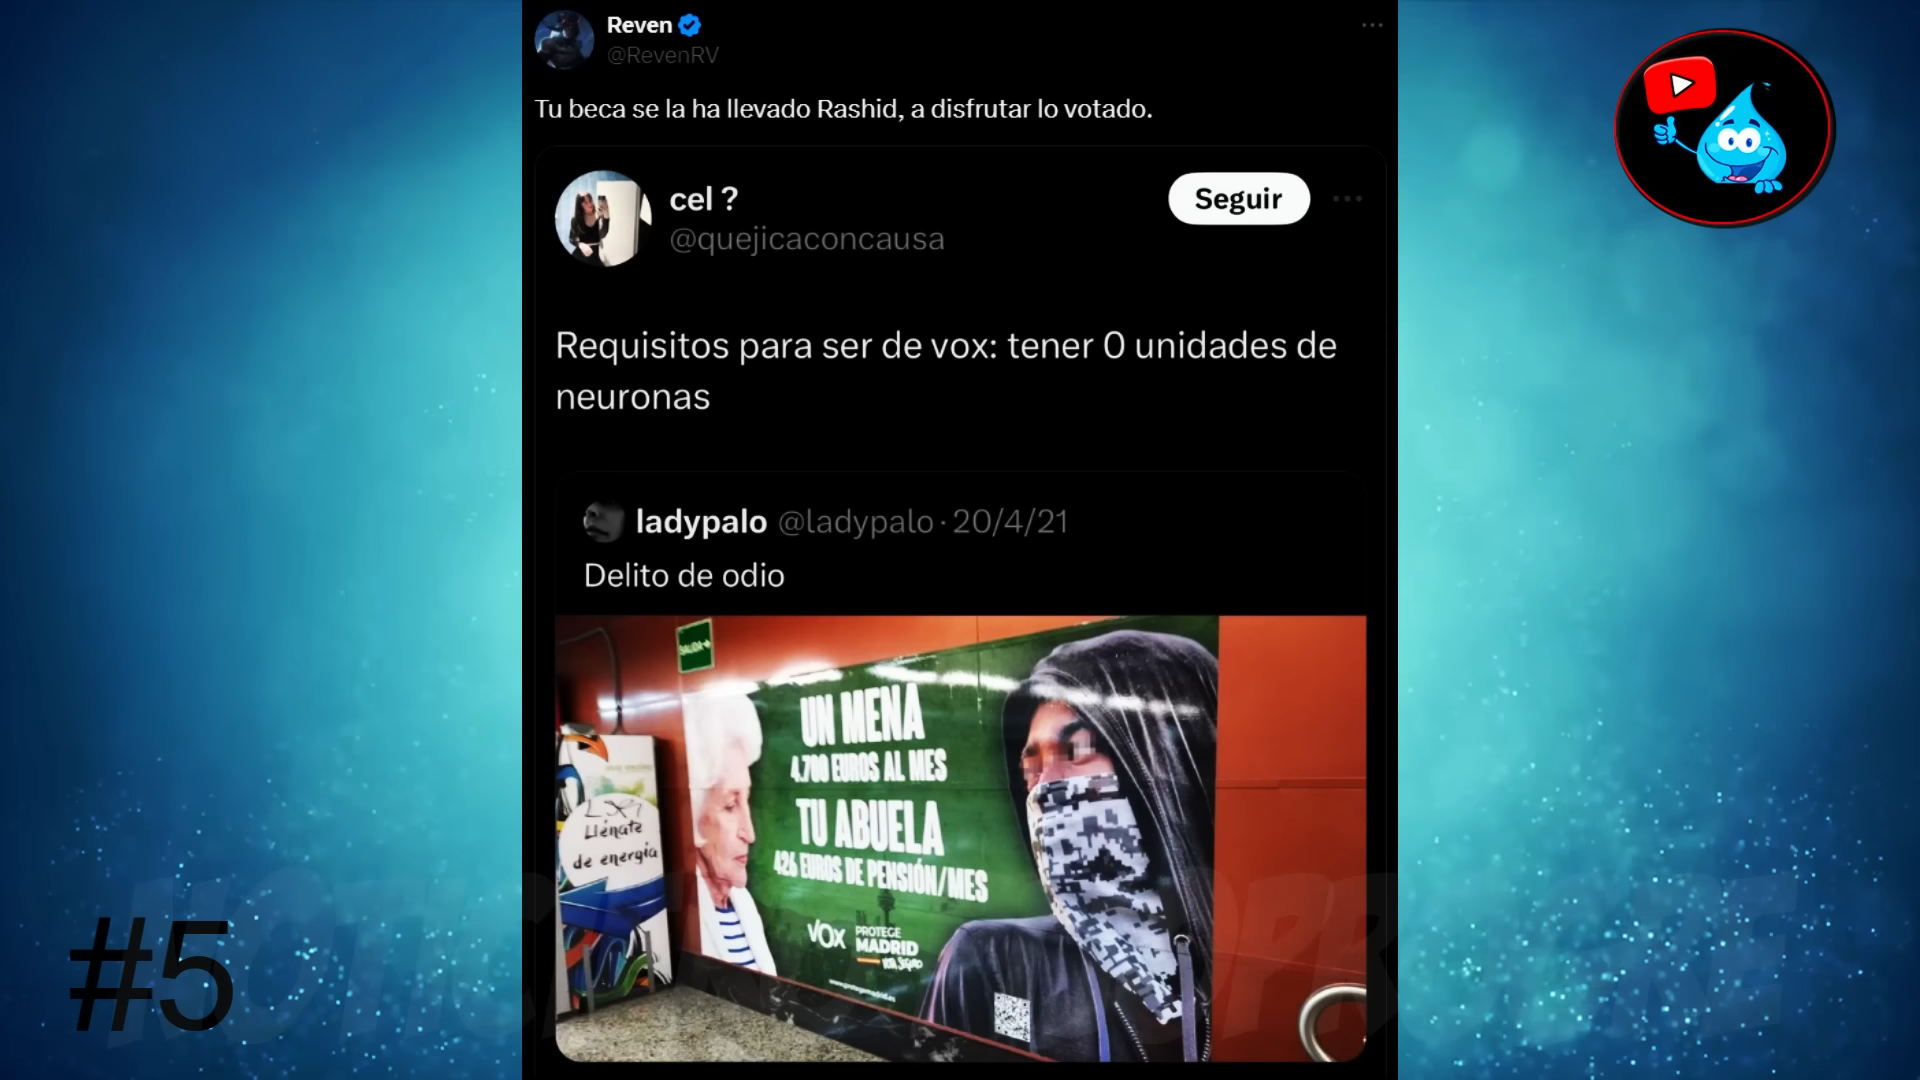 Reven
@RevenRV
Tu beca se la ha llevado Rashid, a disfrutar lo votado.
cel ?
@quejicaconcausa
Seguir
Requisitos para ser de vox: tener 0 unidades de
neuronas
ladypalo @ladypalo · 20/4/21
Delito de odio
SALIDA
UN MENA
4.700 EUROS AL MES
TU ABUELA
426 EUROS DE PENSIÓN/MES
VOX PROTEGE
MADRID
Llénate
de energía
#5